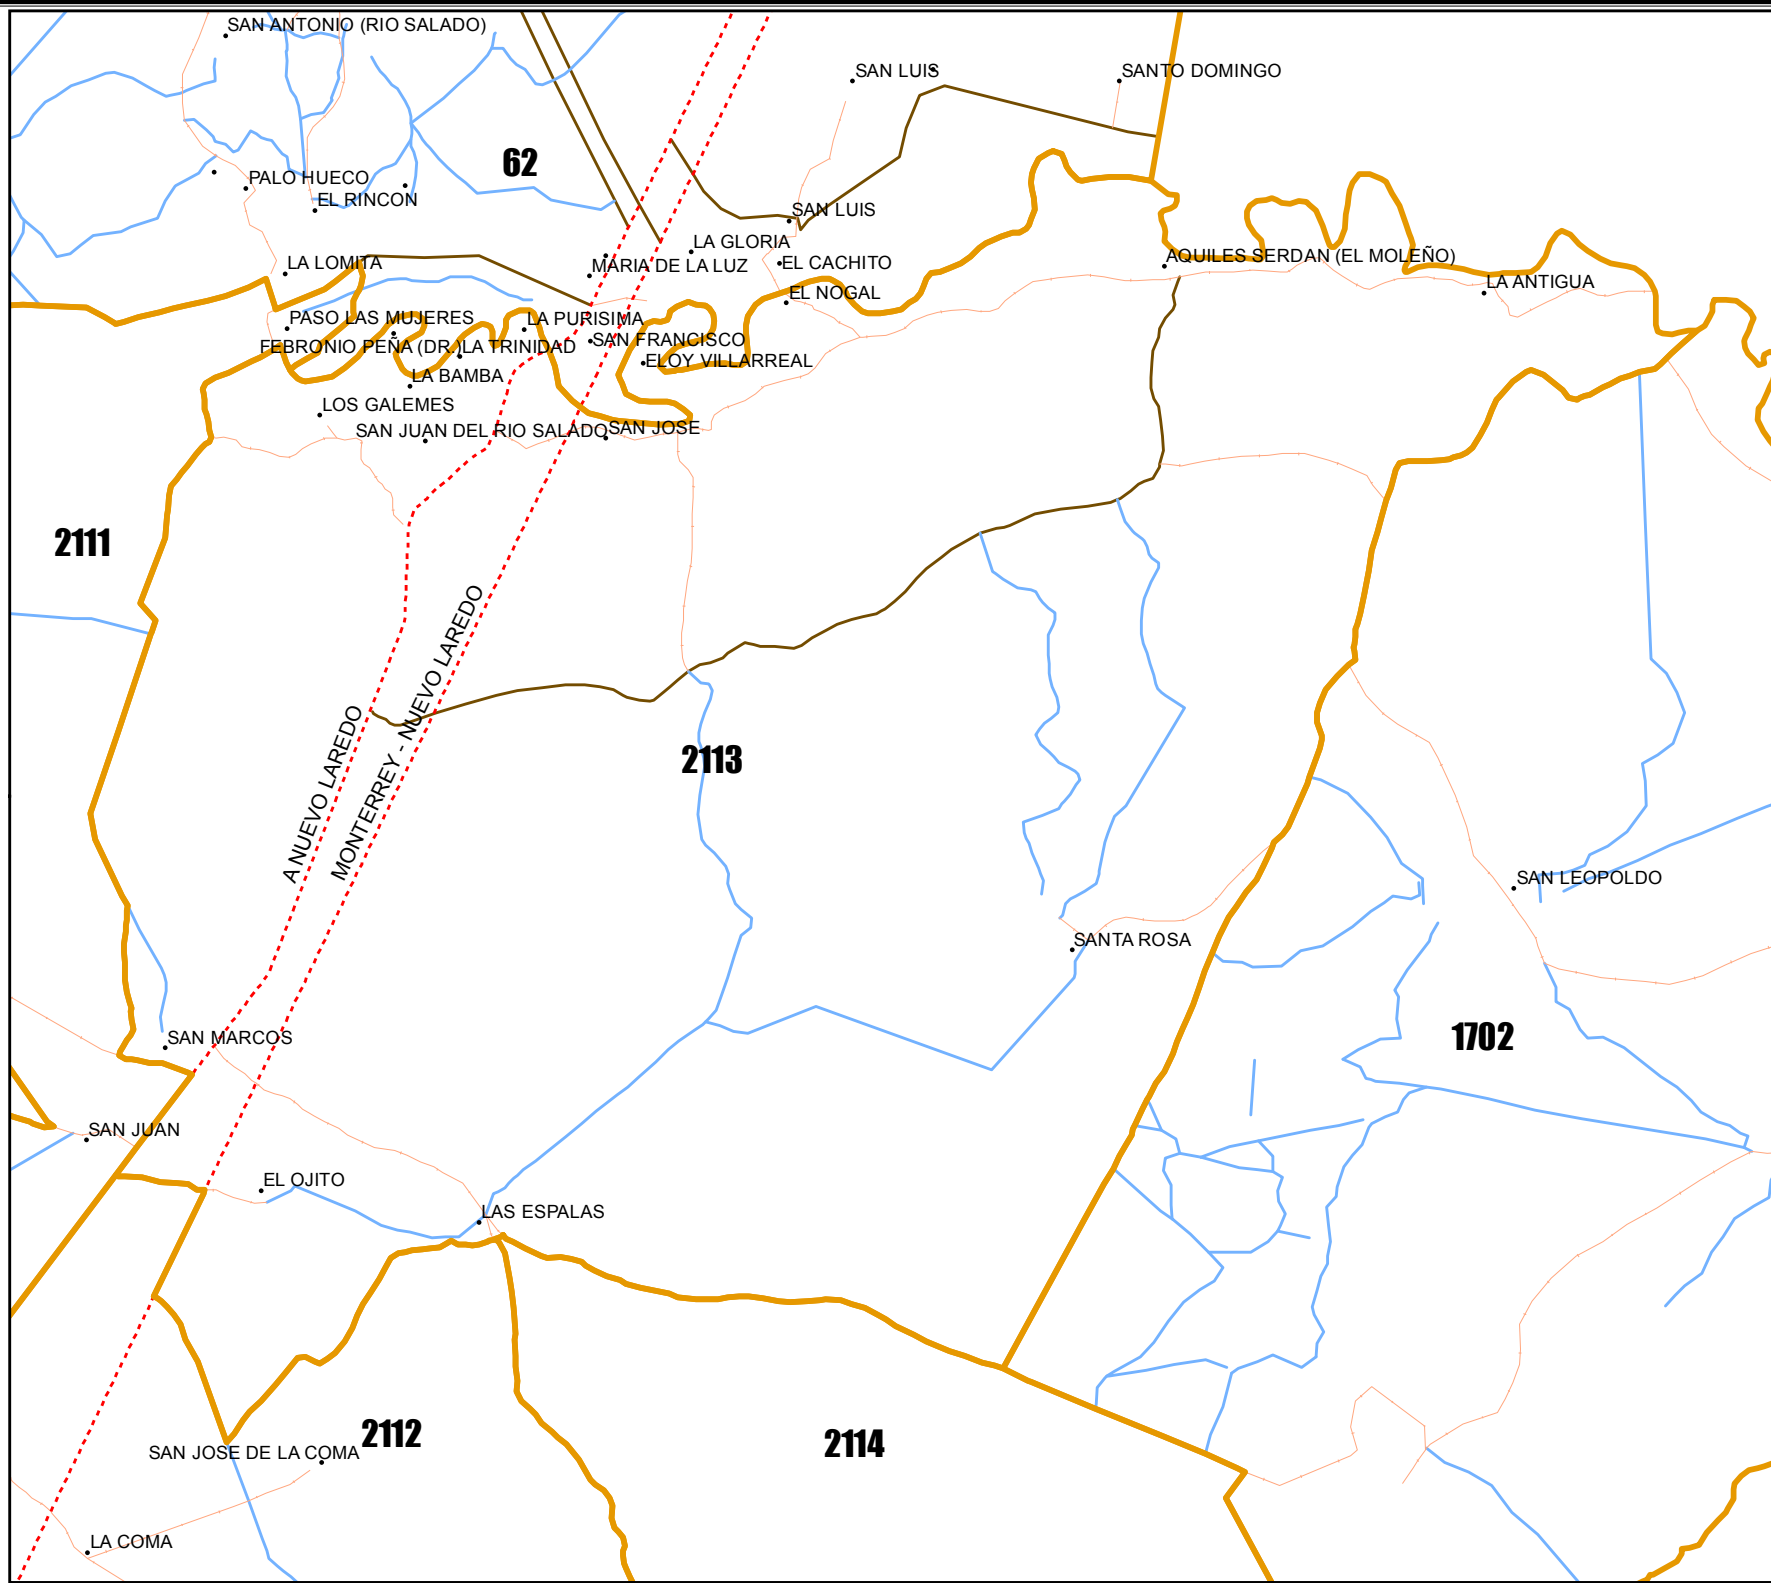 SAN ANTONIO (RIO SALADO)
SAN LUIS
SANTO DOMINGO
62
PALO HUECO
EL RINCON
SAN LUIS
LA GLORIA
AQUILES SERDAN (EL MOLEÑO)
LA LOMITA
MARIA DE LA LUZ
EL CACHITO
LA ANTIGUA
EL NOGAL
PASO LAS MUJERES
LA PURISIMA
FEBRONIO PEÑA (DR.)
LA TRINIDAD
SAN FRANCISCO
ELOY VILLARREAL
LA BAMBA
LOS GALEMES
SAN JUAN DEL RIO SALADO
SAN JOSE
2111
A NUEVO LAREDO
MONTERREY - NUEVO LAREDO
2113
SAN LEOPOLDO
SANTA ROSA
SAN MARCOS
1702
SAN JUAN
EL OJITO
LAS ESPALAS
2112
2114
SAN JOSE DE LA COMA
LA COMA